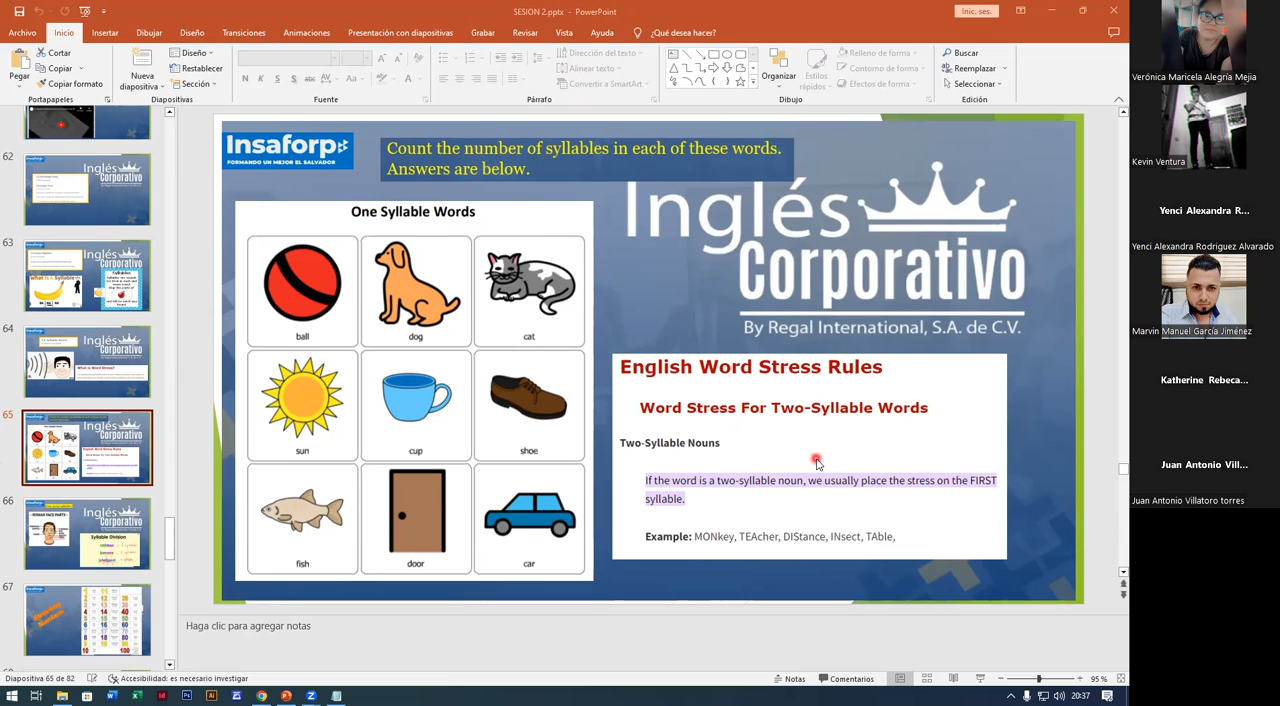 SESION 2.pptx - PowerPoint
Inic. ses.
Archivo Inicio Insertar Dibujar Diseño Transiciones Animaciones Presentación con diapositivas Grabar Revisar Vista Ayuda ¿Qué desea hacer?
Pegar
Cortar
Copiar
Copiar formato
Portapapeles
Nueva diapositiva
Diseño
Restablecer
Sección
Diapositivas
N K S S abc AV Aa A
Fuente
Dirección del texto
Alinear texto
Convertir a SmartArt
Párrafo
Organizar
Estilos rápidos
Relleno de forma
Contorno de forma
Efectos de forma
Dibujo
Buscar
Reemplazar
Seleccionar
Edición
62
63
64
65
66
67
Insaforp
FORMANDO UN MEJOR EL SALVADOR
Count the number of syllables in each of these words.
Answers are below.
One Syllable Words
ball dog cat
sun cup shoe
fish door car
Inglés
Corporativo
By Regal International, S.A. de C.V.
English Word Stress Rules
Word Stress For Two-Syllable Words
Two-Syllable Nouns
If the word is a two-syllable noun, we usually place the stress on the FIRST
syllable.
Example: MONkey, TEAcher, DIStance, INsect, TAble,
Haga clic para agregar notas
Diapositiva 65 de 82
Accesibilidad: es necesario investigar
Notas
Comentarios
95 %
20:37
Verónica Maricela Alegría Mejia
Kevin Ventura
Yenci Alexandra R...
Yenci Alexandra Rodriguez Alvarado
Marvin Manuel García Jiménez
Katherine Rebeca...
Juan Antonio Vill...
Juan Antonio Villatoro torres